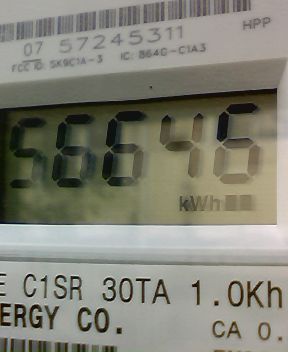 HPP
07 57245311
FCC ID: SK9C1A-3 IC: 864G-C1A3
56646
kWh
E C1SR 30TA 1.0Kh
ERGY CO.
CA 0.